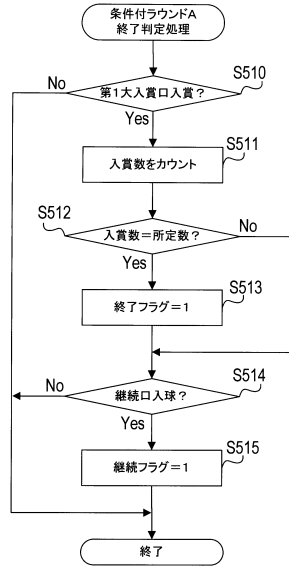 条件付ラウンドA
終了判定処理
S510
No
第1大入賞口入賞？
Yes
S511
入賞数をカウント
S512
No
入賞数＝所定数？
Yes
S513
終了フラグ＝1
S514
No
継続口入球？
Yes
S515
継続フラグ＝1
終了